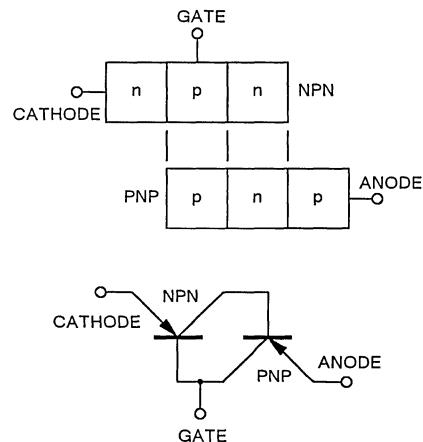 GATE
n p n NPN
CATHODE
ANODE
PNP p n p
NPN
CATHODE
ANODE
PNP
GATE